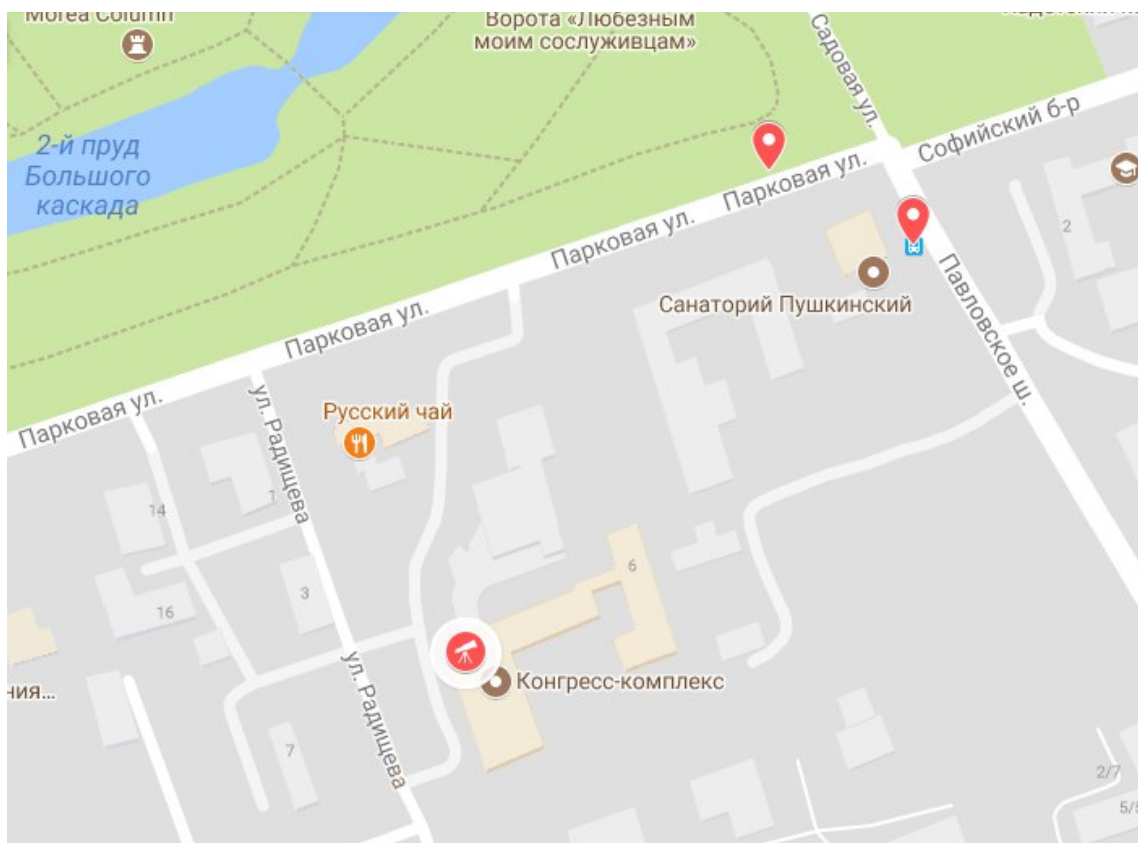 Morea Column
Ворота «Любезным
моим сослуживцам»
Садовая ул.
2-й пруд
Большого
каскада
Софийский б-р
Парковая ул.
Парковая ул.
Парковая ул.
Парковая ул.
2
Санаторий Пушкинский
Павловское ш.
Русский чай
ул. Радищева
1
14
3
16
6
ул. Радищева
Конгресс-комплекс
ния...
7
2/7